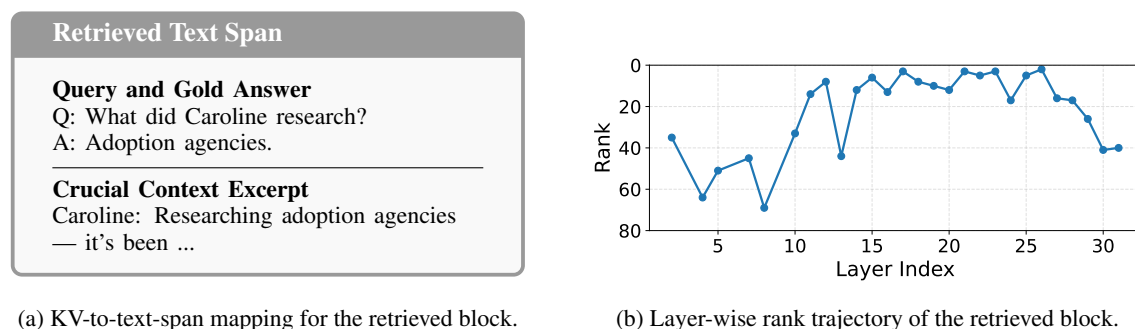 Retrieved Text Span
Query and Gold Answer
Q: What did Caroline research?
A: Adoption agencies.
Crucial Context Excerpt
Caroline: Researching adoption agencies
— it's been ...
(a) KV-to-text-span mapping for the retrieved block.
0
20
40
60
80
Rank
5
10
15
20
25
30
Layer Index
(b) Layer-wise rank trajectory of the retrieved block.